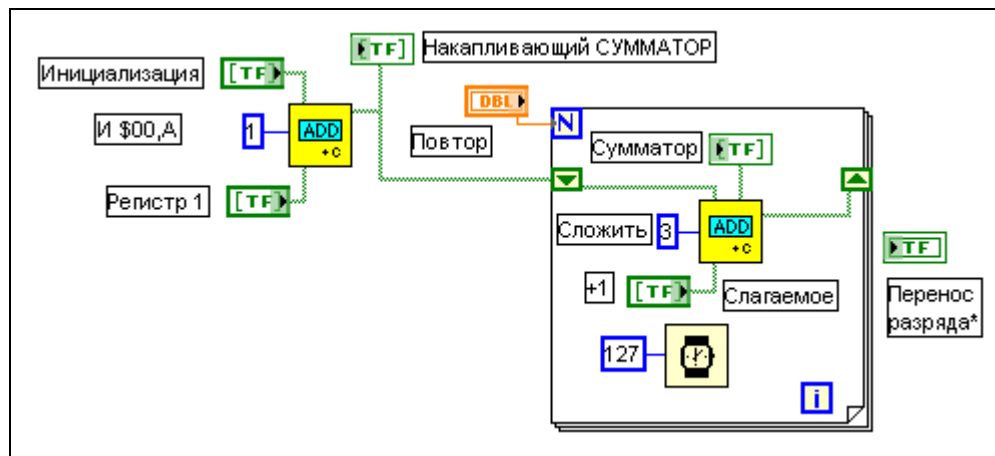 [TF]
Накапливающий СУММАТОР
Инициализация
[TF]
DBL
И $00,А
1
ADD
+c
Повтор
N
Сумматор
[TF]
Регистр 1
[TF]
Сложить
3
ADD
+c
TF
+1
[TF]
Слагаемое
Перенос
разряда*
127
i